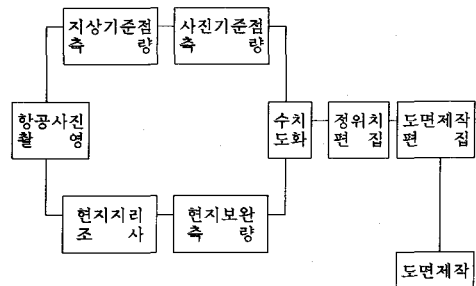 지상기준점
측 량
사진기준점
측 량
항공사진
촬 영
수치
도화
정위치
편 집
도면제작
편 집
현지지리
조 사
현지보완
측 량
도면제작